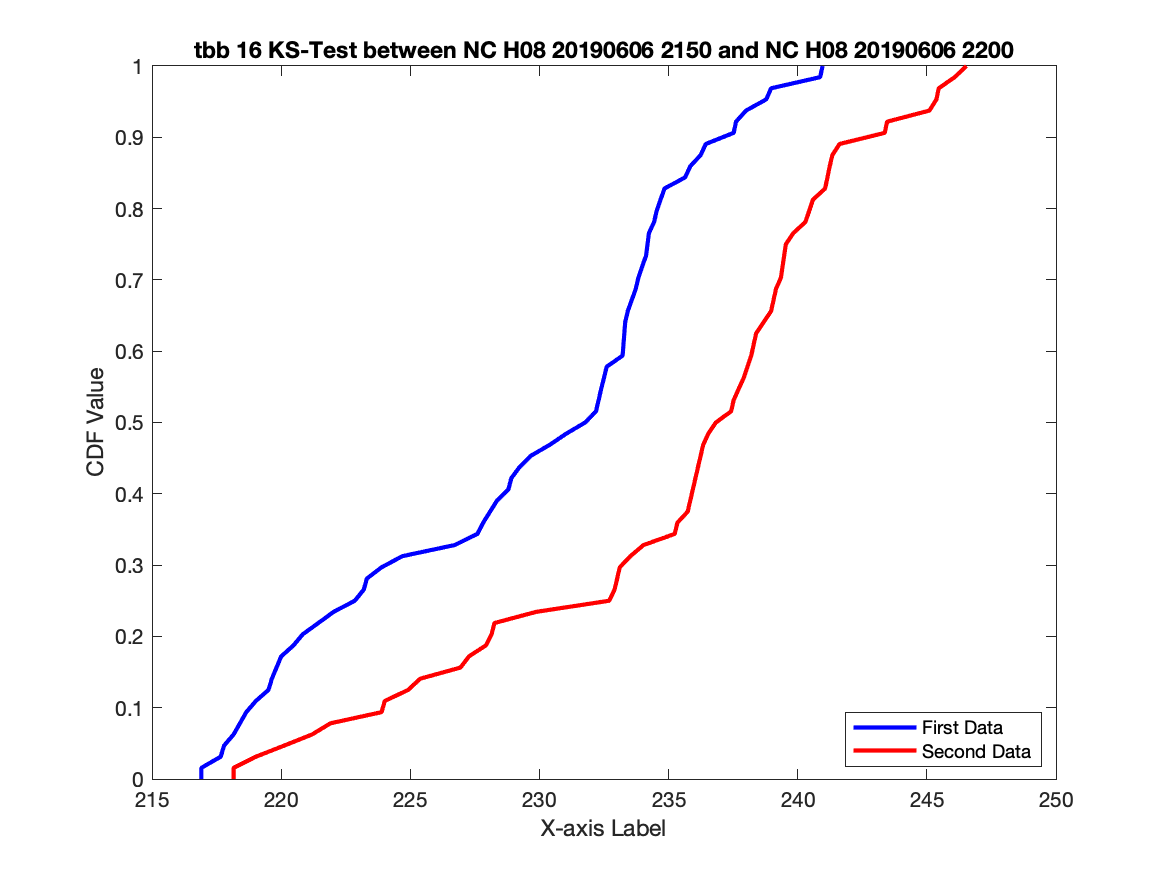 tbb 16 KS-Test between NC H08 20190606 2150 and NC H08 20190606 2200
1
0.9
0.8
0.7
0.6
0.5
0.4
0.3
0.2
0.1
0
CDF Value
First Data
Second Data
215 220 225 230 235 240 245 250
X-axis Label